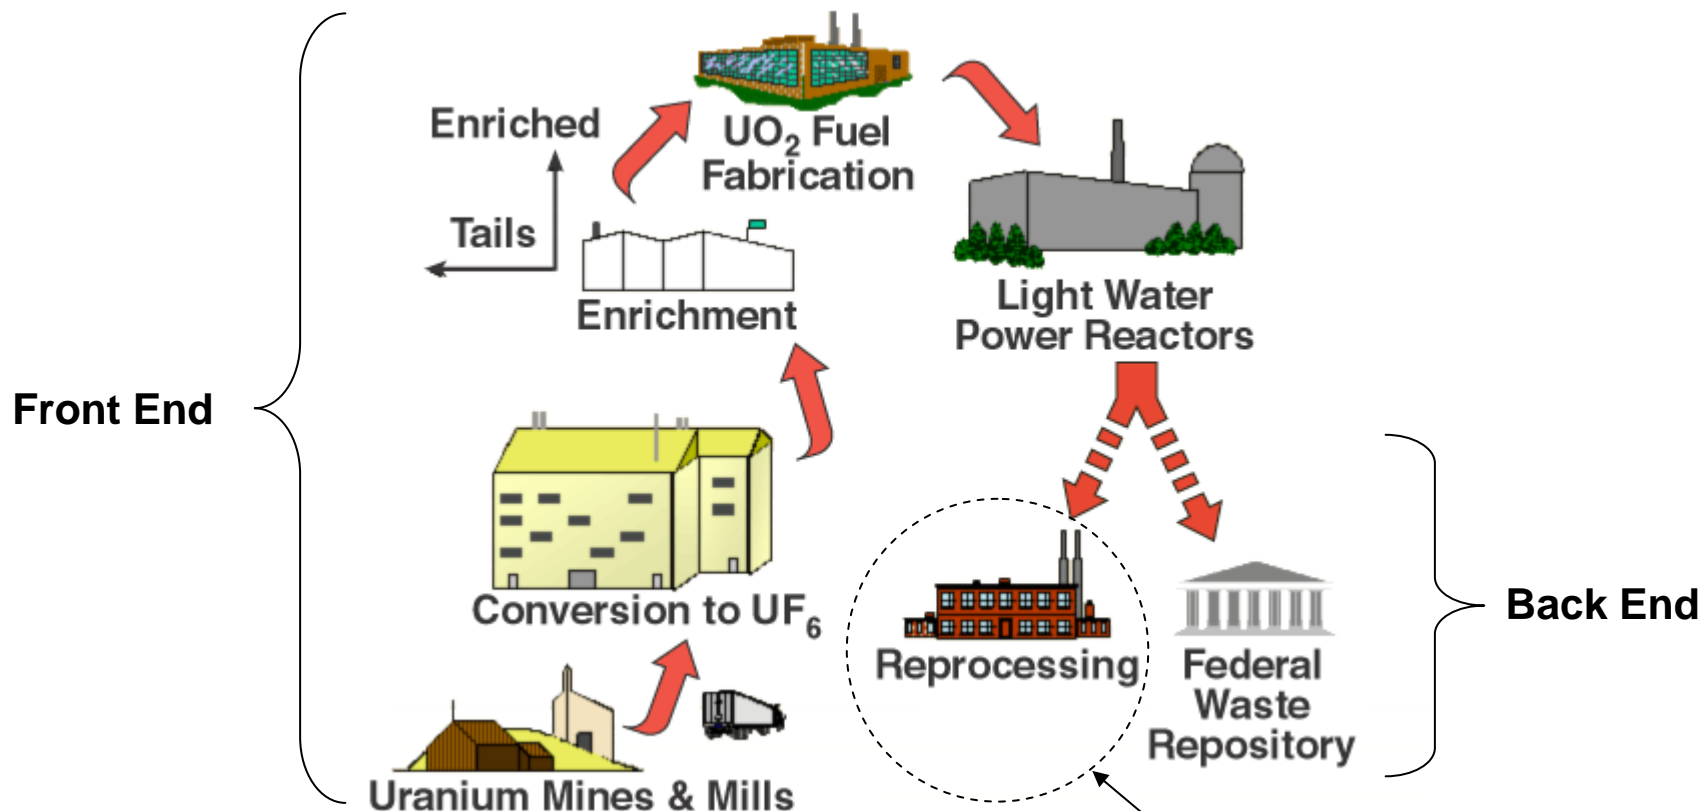 Enriched
Tails
UO₂ Fuel
Fabrication
Enrichment
Light Water
Power Reactors
Front End
Conversion to UF₆
Uranium Mines & Mills
Reprocessing
Federal
Waste
Repository
Back End